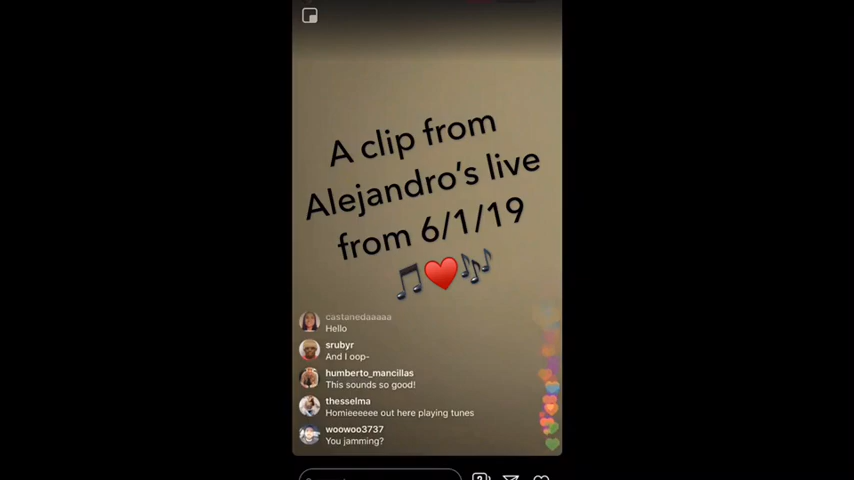 A clip from
Alejandro's live
from 6/1/19
🎵❤️🎶
castanedaaaaa
Hello
srubyr
And I oop-
humberto_mancillas
This sounds so good!
thesselma
Homieeeeee out here playing tunes
woowoo3737
You jamming?